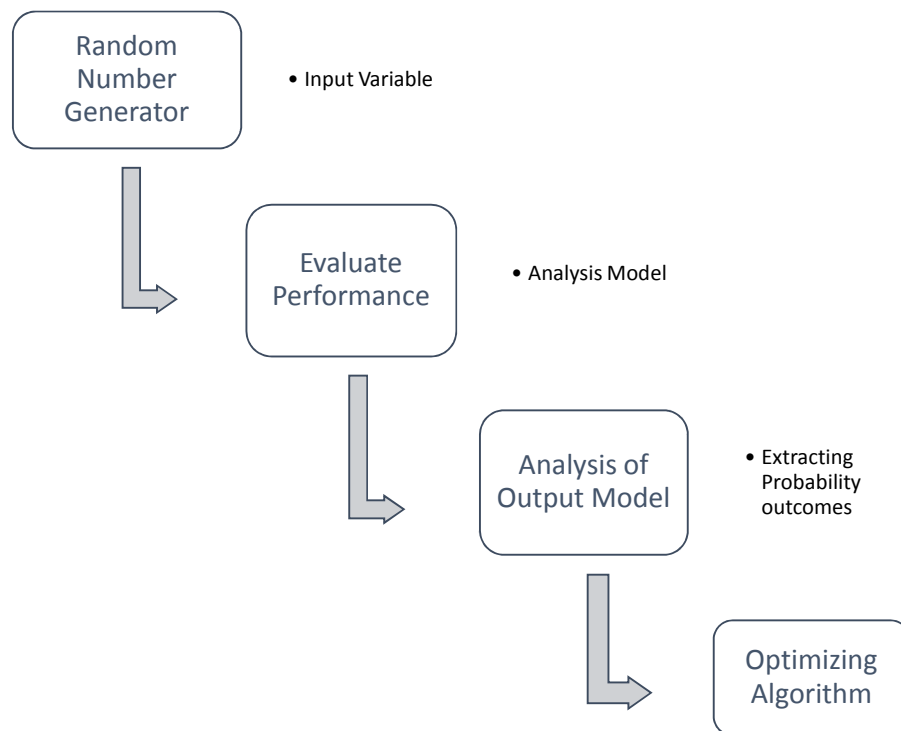 Random
Number
Generator
• Input Variable
Evaluate
Performance
• Analysis Model
Analysis of
Output Model
• Extracting
Probability
outcomes
Optimizing
Algorithm